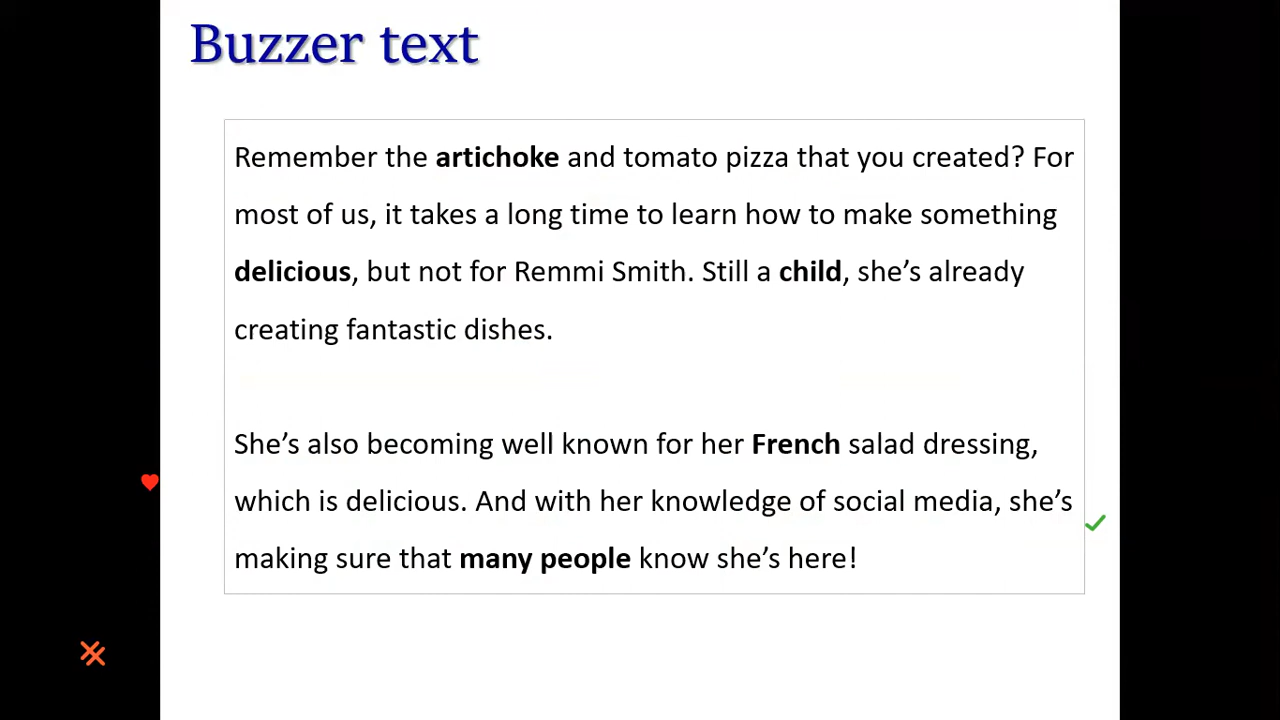 Buzzer text
Remember the artichoke and tomato pizza that you created? For
most of us, it takes a long time to learn how to make something
delicious, but not for Remmi Smith. Still a child, she’s already
creating fantastic dishes.
She’s also becoming well known for her French salad dressing,
which is delicious. And with her knowledge of social media, she’s
making sure that many people know she’s here!